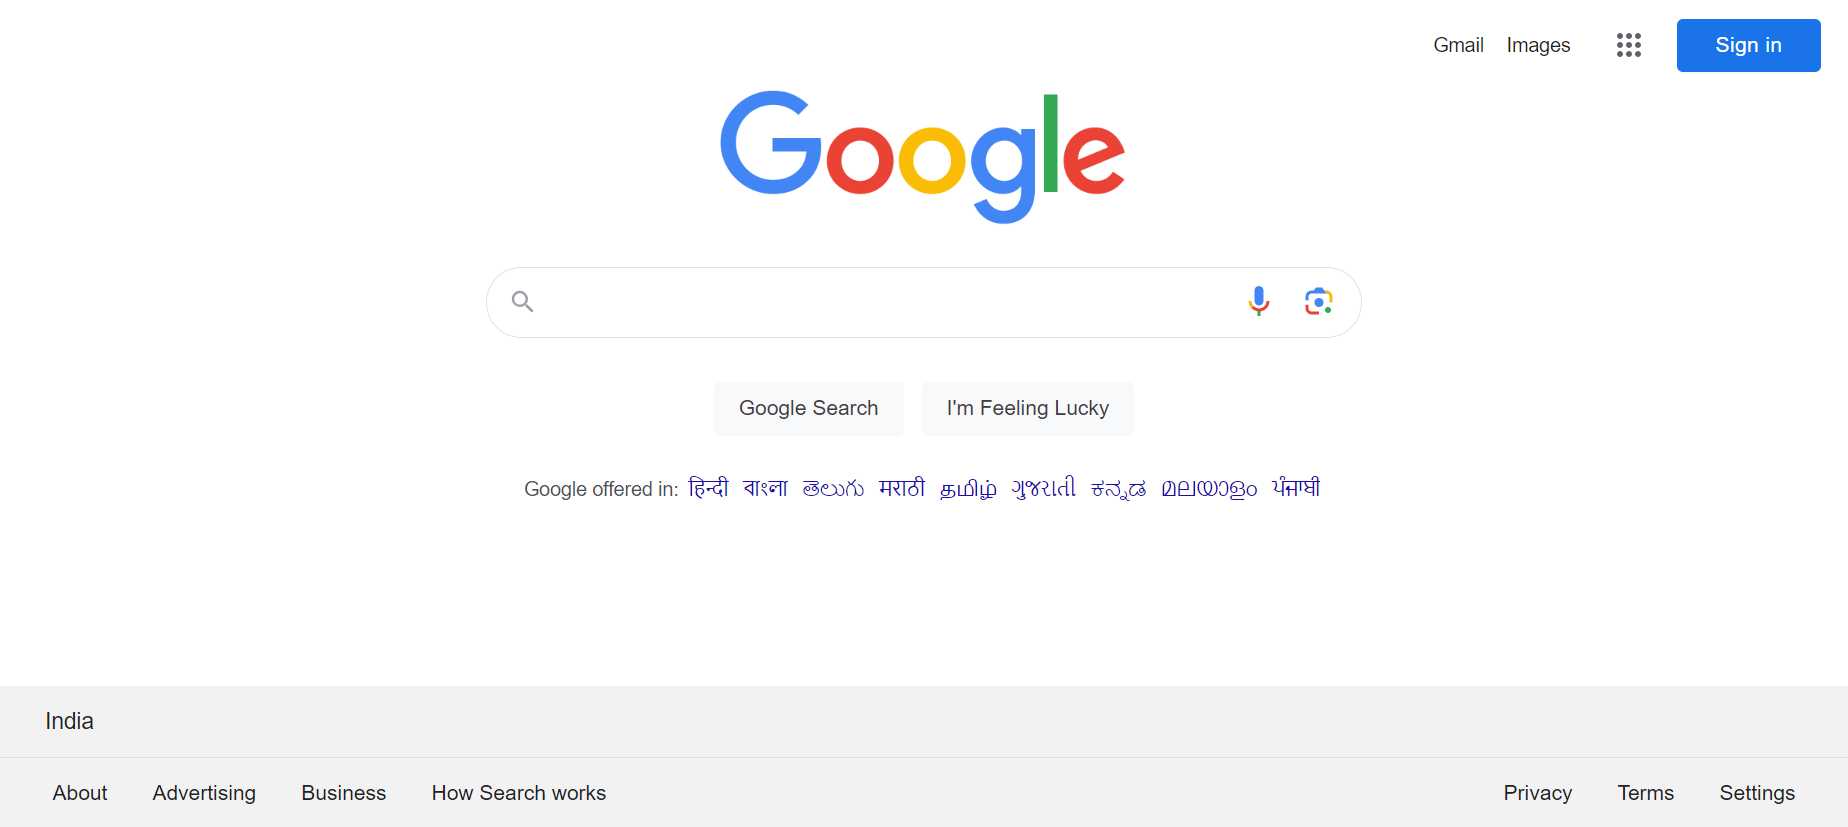 Gmail Images Sign in
Google
Google Search I'm Feeling Lucky
Google offered in: हिन्दी বাংলা తెలుగు मराठी தமிழ் ગુજરાતી ಕನ್ನಡ മലയാളം ਪੰਜਾਬੀ
India
About Advertising Business How Search works Privacy Terms Settings